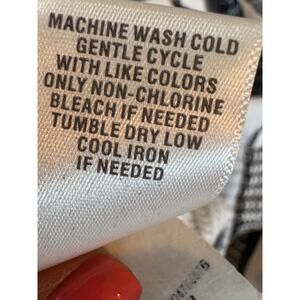 MACHINE WASH COLD
GENTLE CYCLE
WITH LIKE COLORS
ONLY NON-CHLORINE
BLEACH IF NEEDED
TUMBLE DRY LOW
COOL IRON
IF NEEDED